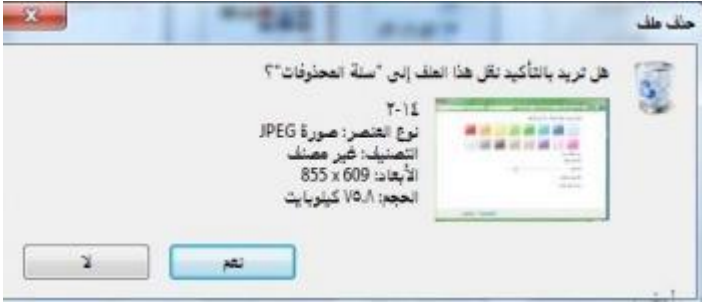 حذف ملف
هل تريد بالتأكيد نقل هذا الملف إلى "سلة المحذوفات"؟
٢-١٤
نوع العنصر: صورة JPEG
التصنيف: غير مصنف
الأبعاد: 609 x 855
الحجم: ٧٥.٨ كيلوبايت
نعم
لا